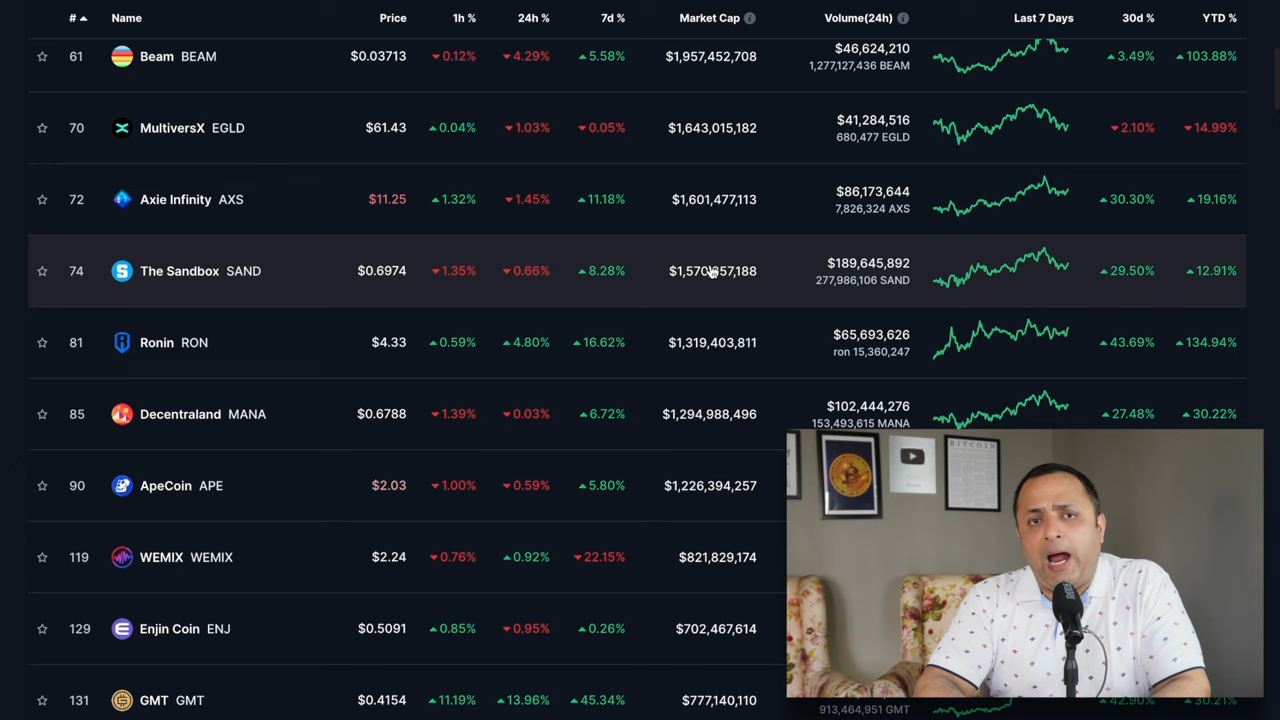 # Name Price 1h % 24h % 7d % Market Cap Volume(24h) Last 7 Days 30d % YTD %
61 Beam BEAM $0.03713 0.12% 4.29% 5.58% $1,957,452,708 $46,624,210 3.49% 103.88%
1,277,127,436 BEAM
70 MultiversX EGLD $61.43 0.04% 1.03% 0.05% $1,643,015,182 $41,284,516 2.10% 14.99%
680,477 EGLD
72 Axie Infinity AXS $11.25 1.32% 1.45% 11.18% $1,601,477,113 $86,173,644 30.30% 19.16%
7,826,324 AXS
74 The Sandbox SAND $0.6974 1.35% 0.66% 8.28% $189,645,892 29.50% 12.91%
277,986,106 SAND
81 Ronin RON $4.33 0.59% 4.80% 16.62% $1,319,403,811 $65,693,626 43.69% 134.94%
ron 15,360,247
85 Decentraland MANA $0.6788 1.39% 0.03% 6.72% $1,294,988,496 $102,444,276 27.48% 30.22%
153,493,615 MANA
90 ApeCoin APE $2.03 1.00% 0.59% 5.80% $1,226,394,257
BITCOIN
119 WEMIX WEMIX $2.24 0.76% 0.92% 22.15% $821,829,174
129 Enjin Coin ENJ $0.5091 0.85% 0.95% 0.26% $702,467,614
131 GMT GMT $0.4154 11.19% 13.96% 45.34% $777,140,110 42.90% 30.21%
913,464,951 GMT